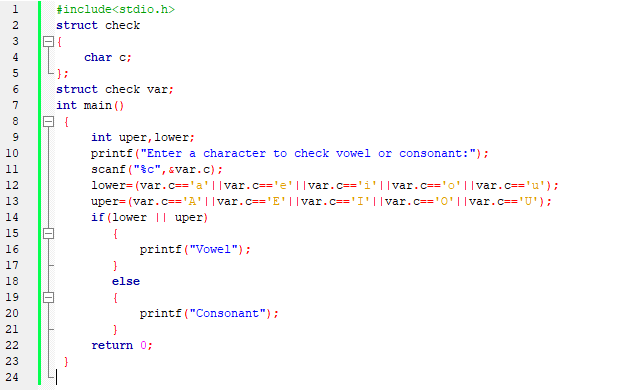 1 #include<stdio.h>
2 struct check
3 {
4 char c;
5 };
6 struct check var;
7 int main()
8 {
9 int uper,lower;
10 printf("Enter a character to check vowel or consonant:");
11 scanf("%c",&var.c);
12 lower=(var.c=='a'||var.c=='e'||var.c=='i'||var.c=='o'||var.c=='u');
13 uper=(var.c=='A'||var.c=='E'||var.c=='I'||var.c=='O'||var.c=='U');
14 if(lower || uper)
15 {
16 printf("Vowel");
17 }
18 else
19 {
20 printf("Consonant");
21 }
22 return 0;
23 }
24